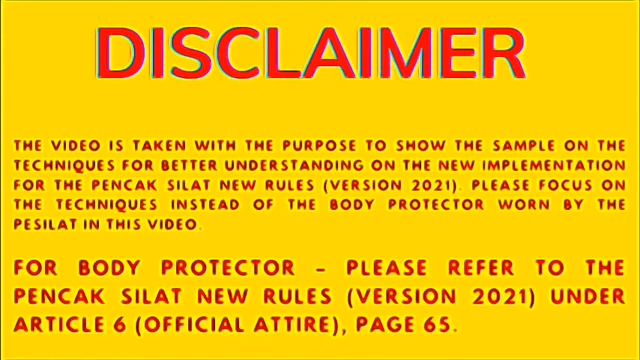 DISCLAIMER
THE VIDEO IS TAKEN WITH THE PURPOSE TO SHOW THE SAMPLE ON THE
TECHNIQUES FOR BETTER UNDERSTANDING ON THE NEW IMPLEMENTATION
FOR THE PENCAK SILAT NEW RULES (VERSION 2021). PLEASE FOCUS ON
THE TECHNIQUES INSTEAD OF THE BODY PROTECTOR WORN BY THE
PESILAT IN THIS VIDEO.
FOR BODY PROTECTOR – PLEASE REFER TO THE
PENCAK SILAT NEW RULES (VERSION 2021) UNDER
ARTICLE 6 (OFFICIAL ATTIRE), PAGE 65.